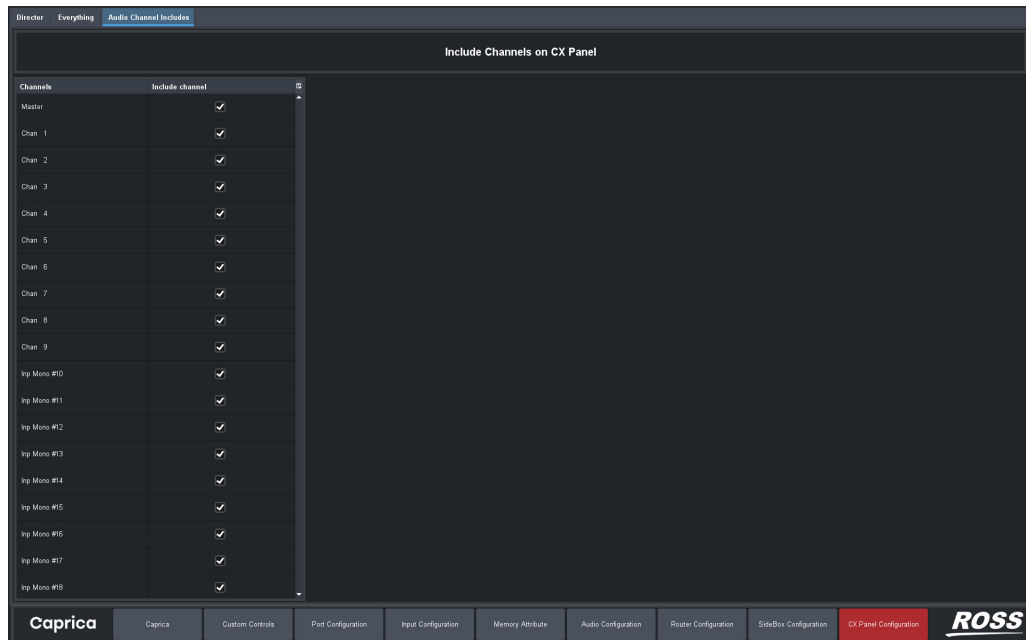 Director Everything Audio Channel Includes
Include Channels on CX Panel
Channels Include channel
Master
Chan 1
Chan 2
Chan 3
Chan 4
Chan 5
Chan 6
Chan 7
Chan 8
Chan 9
Inp Mono #10
Inp Mono #11
Inp Mono #12
Inp Mono #13
Inp Mono #14
Inp Mono #15
Inp Mono #16
Inp Mono #17
Inp Mono #18
Caprica Caprica Custom Controls Port Configuration Input Configuration Memory Attribute Audio Configuration Router Configuration SideBox Configuration CX Panel Configuration ROSS